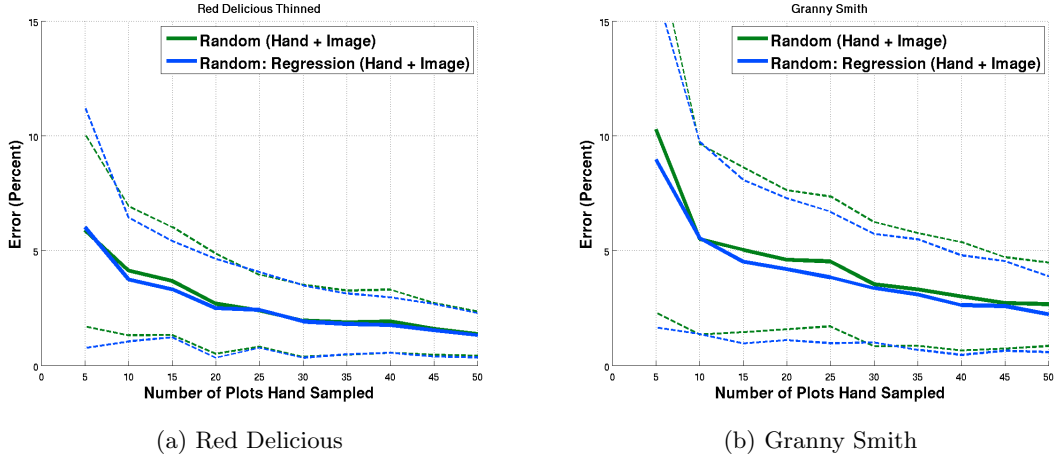 Red Delicious Thinned
Random (Hand + Image)
Random: Regression (Hand + Image)
Error (Percent)
15
10
5
0
0 5 10 15 20 25 30 35 40 45 50
Number of Plots Hand Sampled
(a) Red Delicious
Granny Smith
Random (Hand + Image)
Random: Regression (Hand + Image)
Error (Percent)
15
10
5
0
0 5 10 15 20 25 30 35 40 45 50
Number of Plots Hand Sampled
(b) Granny Smith